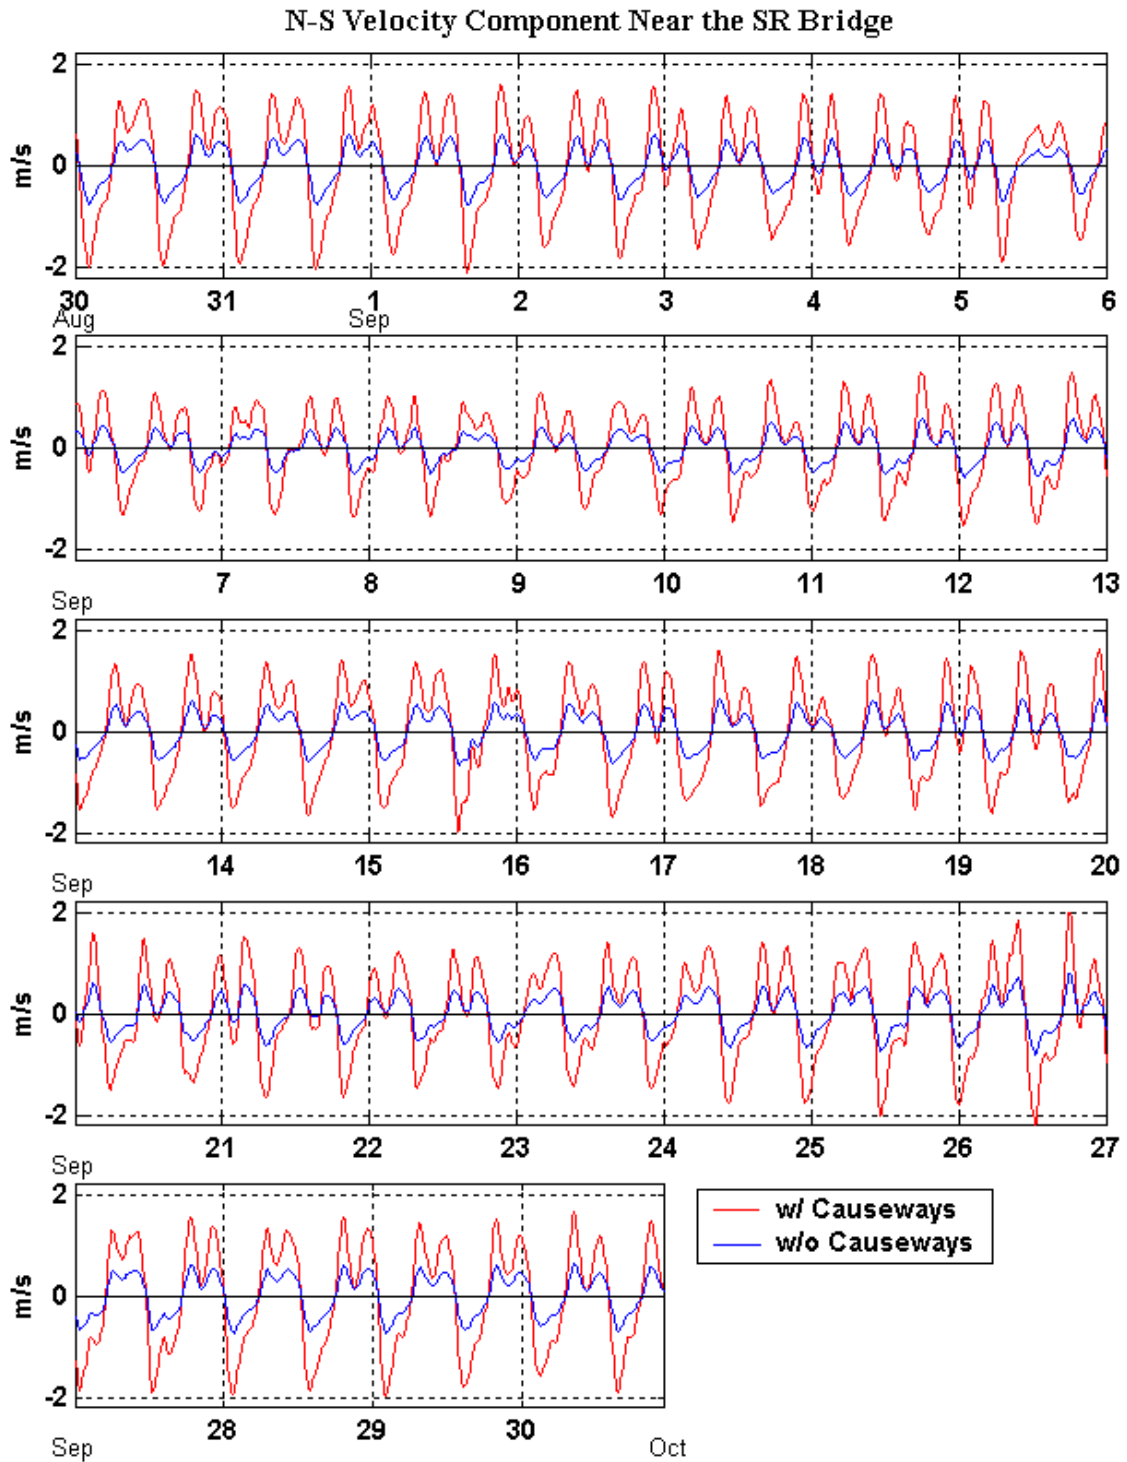 N-S Velocity Component Near the SR Bridge
2
0
-2
m/s
30 31 1 2 3 4 5 6
Aug Sep
2
0
-2
m/s
7 8 9 10 11 12 13
Sep
2
0
-2
m/s
14 15 16 17 18 19 20
Sep
2
0
-2
m/s
21 22 23 24 25 26 27
Sep
2
0
-2
m/s
w/ Causeways
w/o Causeways
28 29 30
Sep Oct